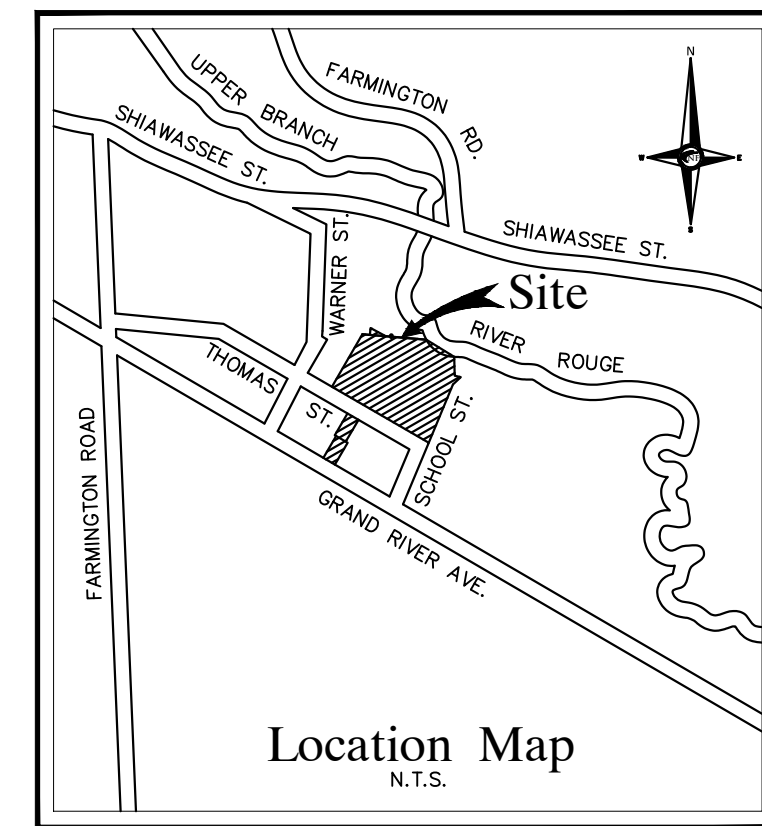 UPPER BRANCH
FARMINGTON RD.
N
W
E
S
NF
SHIAWASSEE ST.
SHIAWASSEE ST.
WARNER ST.
Site
RIVER ROUGE
THOMAS ST.
SCHOOL ST.
FARMINGTON ROAD
GRAND RIVER AVE.
Location Map
N.T.S.